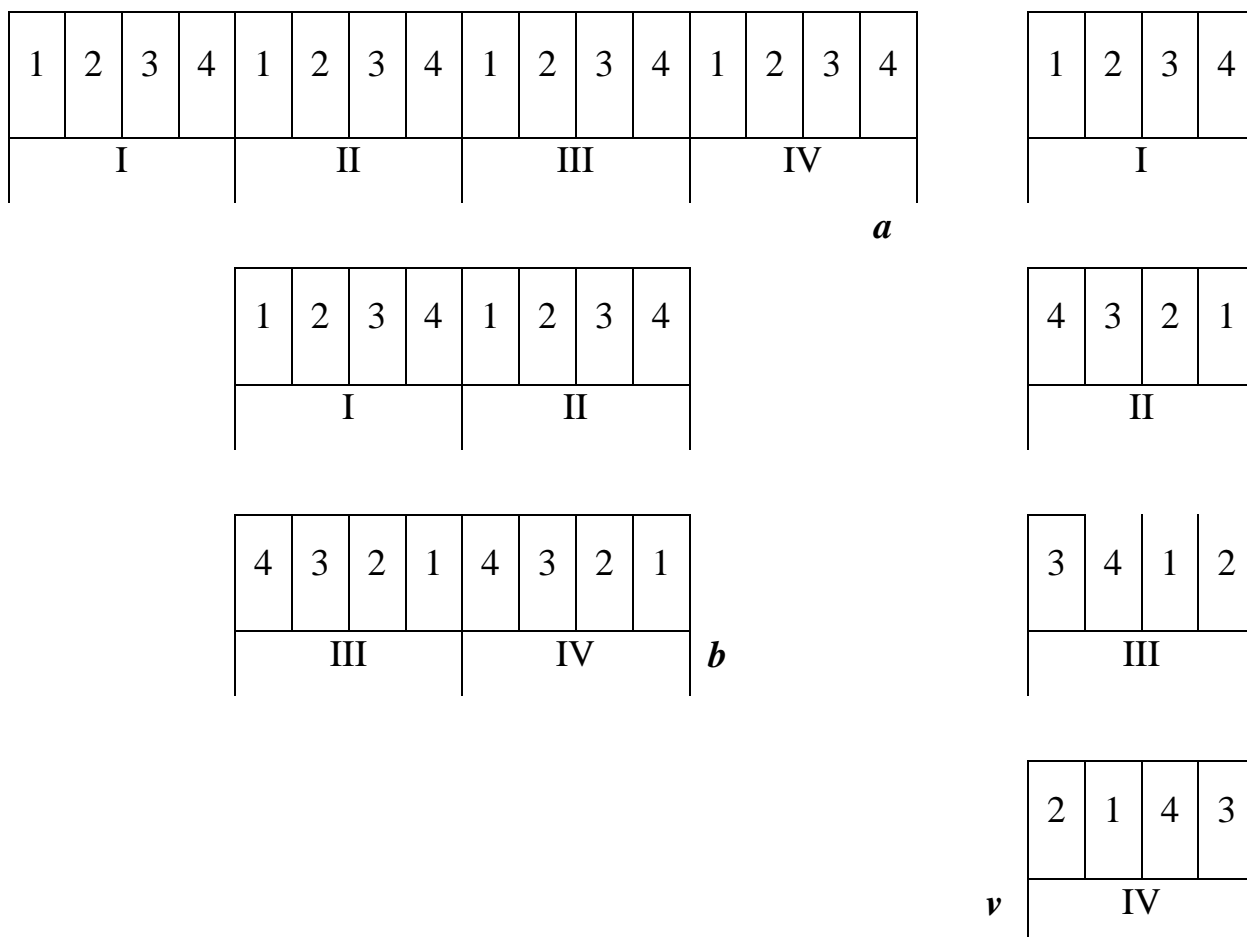 1 2 3 4 1 2 3 4 1 2 3 4 1 2 3 4 1 2 3 4
I II III IV I
a
1 2 3 4 1 2 3 4 4 3 2 1
I II II
4 3 2 1 4 3 2 1 3 4 1 2
III IV b III
2 1 4 3
v IV